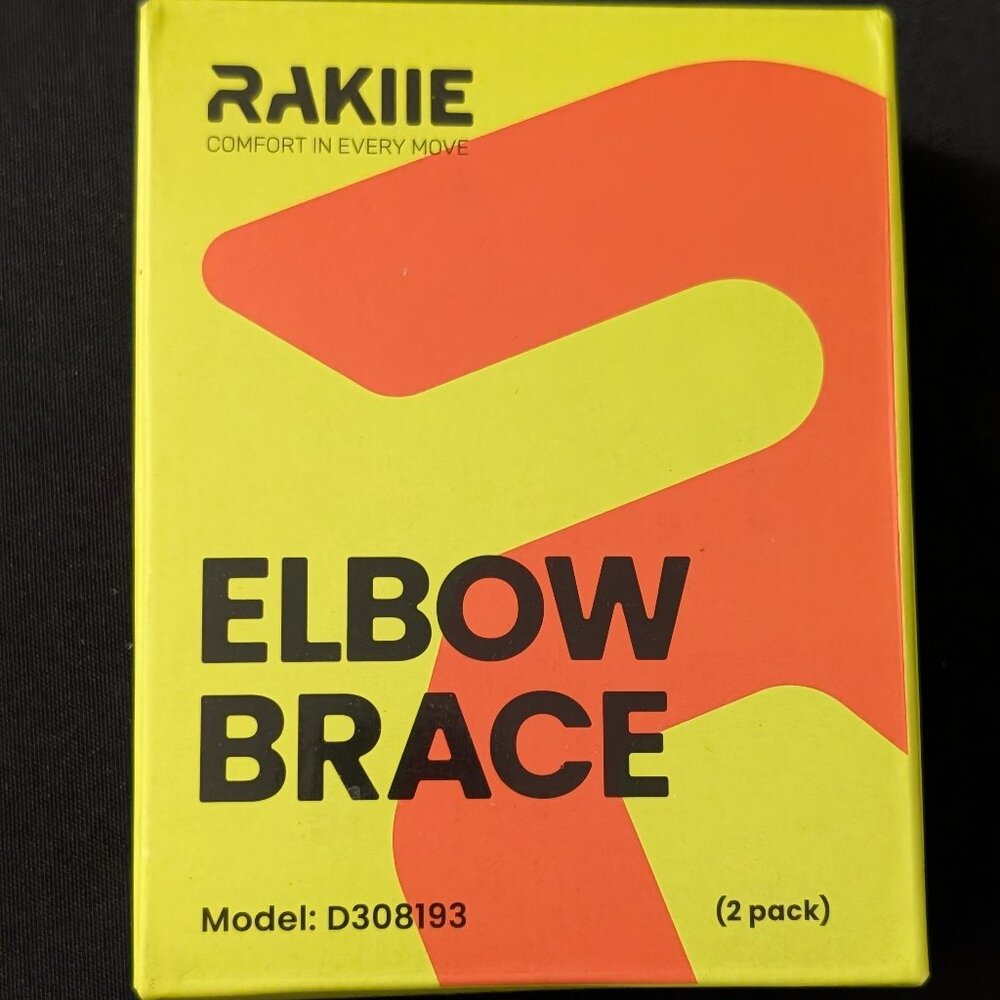 RAKIIE
COMFORT IN EVERY MOVE
ELBOW
BRACE
Model: D308193
(2 pack)